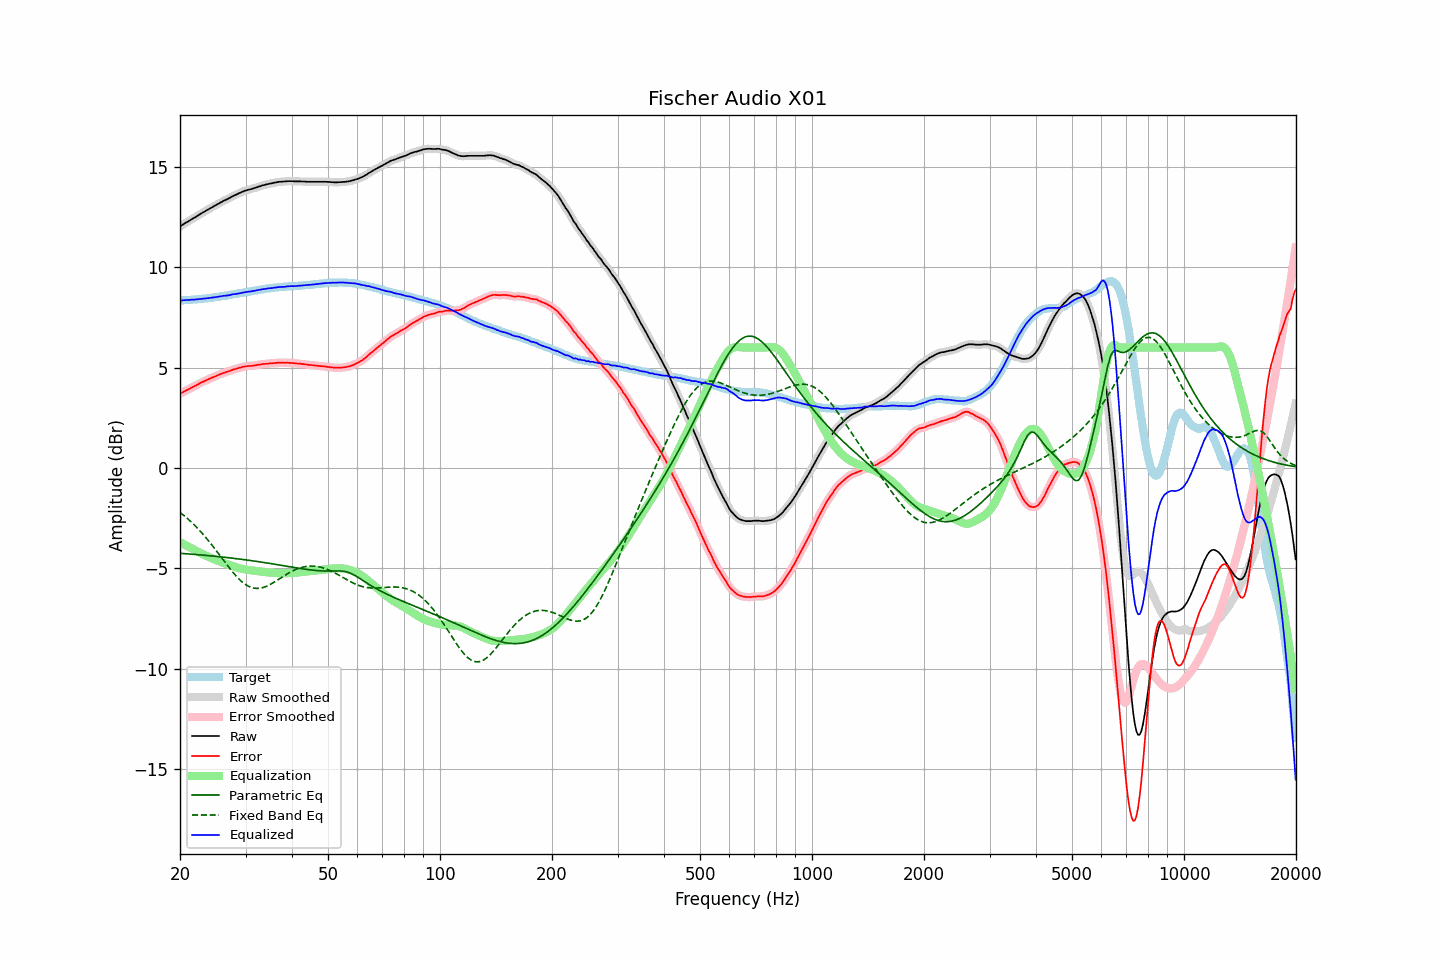 Fischer Audio X01
Amplitude (dBr)
15
10
5
0
−5
−10
−15
Target
Raw Smoothed
Error Smoothed
Raw
Error
Equalization
Parametric Eq
Fixed Band Eq
Equalized
20 50 100 200 500 1000 2000 5000 10000 20000
Frequency (Hz)